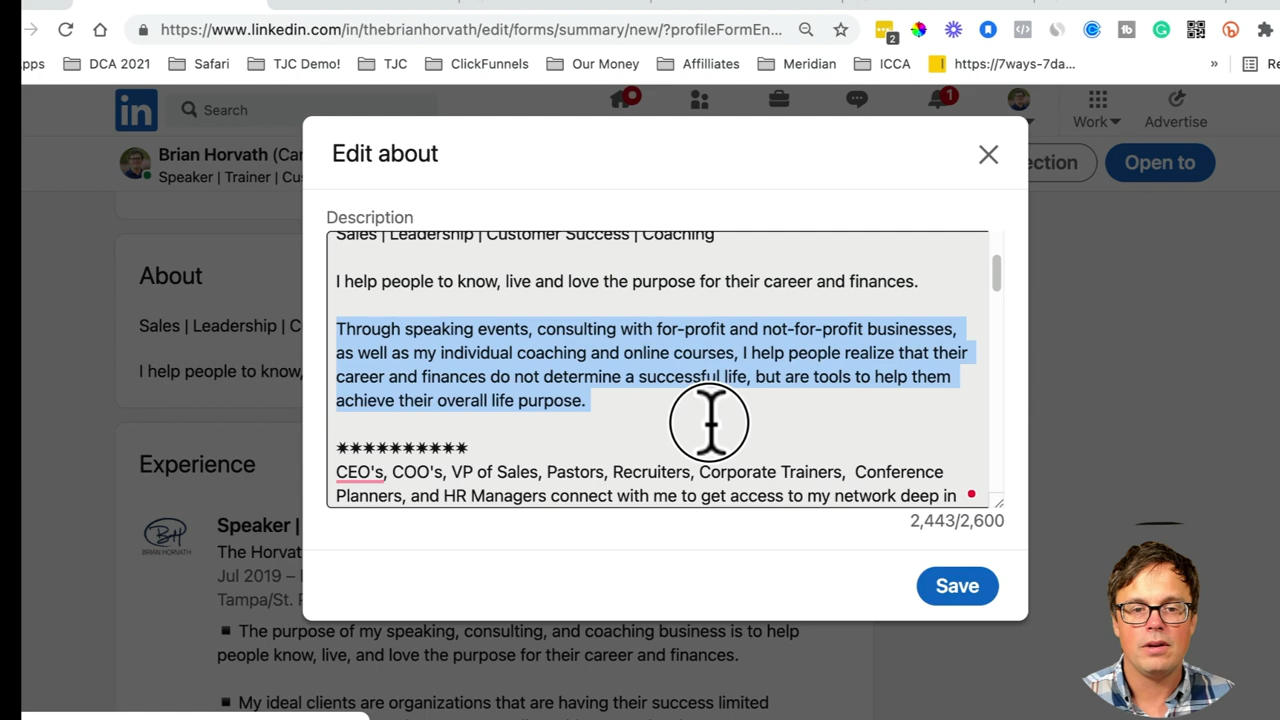 https://www.linkedin.com/in/thebrianhorvath/edit/forms/summary/new/?profileFormEn...
2
DCA 2021
Safari
TJC Demo!
TJC
ClickFunnels
Our Money
Affilliates
Meridian
ICCA
https://7ways-7da...
»
in
Search
1
Work
Advertise
Brian Horvath
Speaker | Trainer |
Open to
Edit about
Description
Sales | Leadership | Customer Success | Coaching
I help people to know, live and love the purpose for their career and finances.
Through speaking events, consulting with for-profit and not-for-profit businesses,
as well as my individual coaching and online courses, I help people realize that their
career and finances do not determine a successful life, but are tools to help them
achieve their overall life purpose.
✷✷✷✷✷✷✷✷✷✷
CEO's, COO's, VP of Sales, Pastors, Recruiters, Corporate Trainers,  Conference
Planners, and HR Managers connect with me to get access to my network deep in
2,443/2,600
Save
About
Sales | Leadership |
I help people to know,
Experience
BH
BRIAN HORVATH
Speaker |
The
Jul 2019 –
Tampa/St.
▪ The purpose of my speaking, consulting, and coaching business is to help
people know, live, and love the purpose for their career and finances.
▪ My ideal clients are organizations that are having their success limited